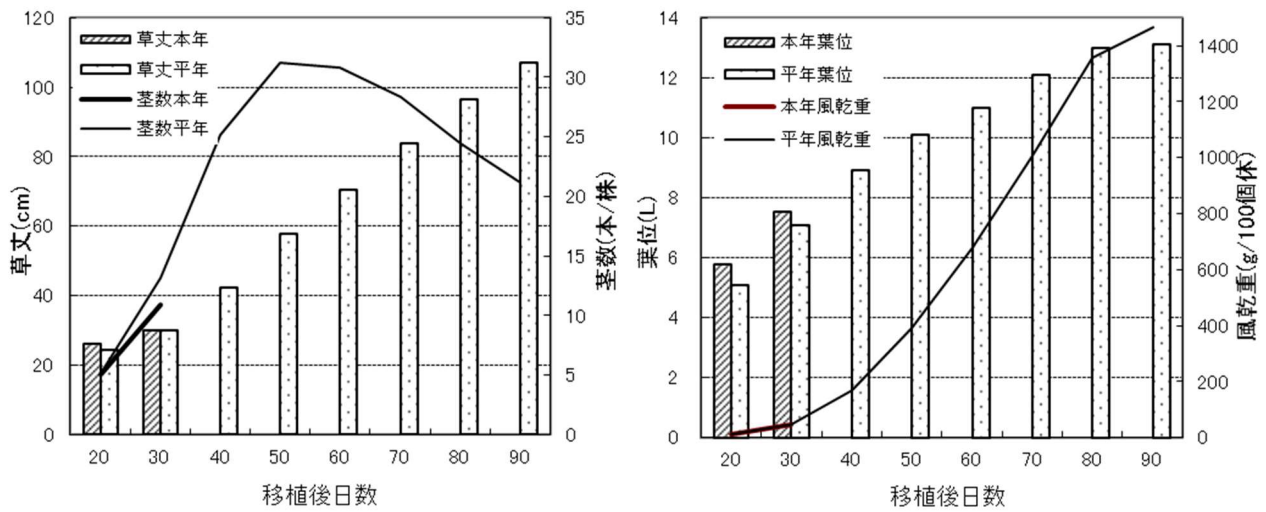 120
100
80
60
40
20
0
草丈(cm)
草丈本年
草丈平年
茎数本年
茎数平年
35
30
25
20
15
10
5
0
茎数(本/株)
20 30 40 50 60 70 80 90
移植後日数
14
12
10
8
6
4
2
0
葉位(L)
本年葉位
平年葉位
本年風乾重
平年風乾重
1400
1200
1000
800
600
400
200
0
風乾重(g/100個休)
20 30 40 50 60 70 80 90
移植後日数